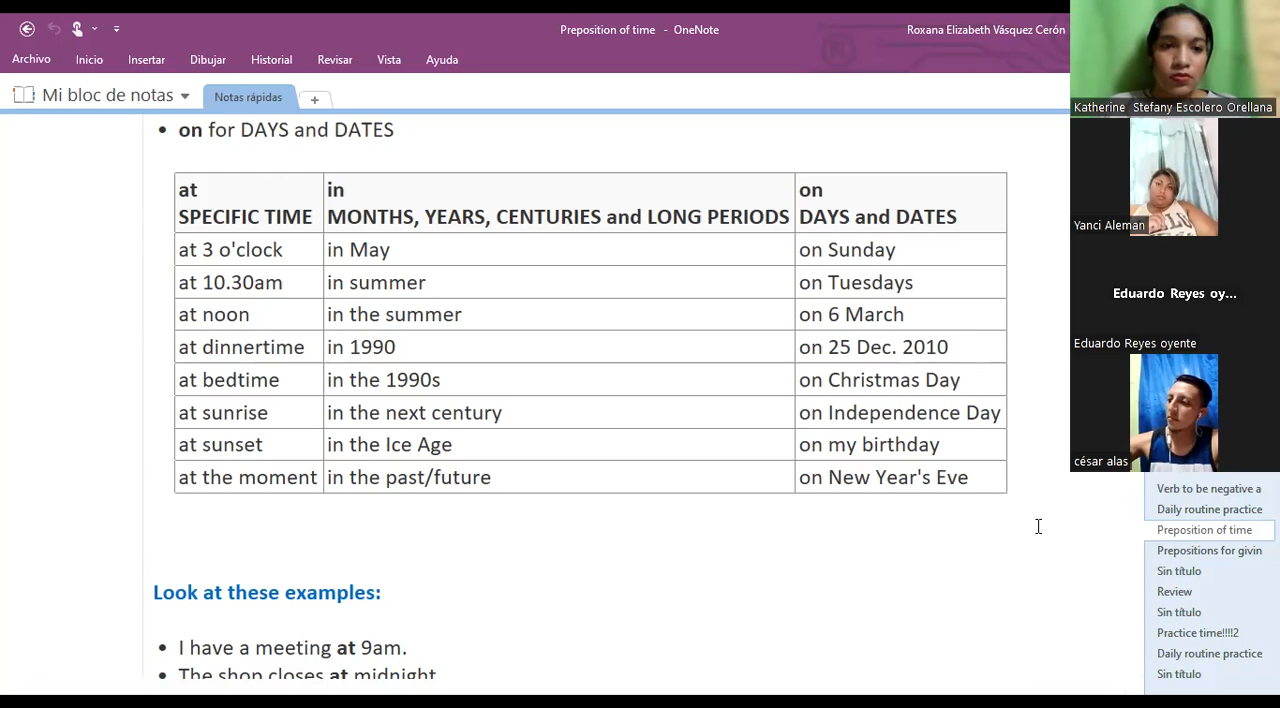 Preposition of time - OneNote
Roxana Elizabeth Vásquez Cerón
Archivo Inicio Insertar Dibujar Historial Revisar Vista Ayuda
Mi bloc de notas
Notas rápidas
on for DAYS and DATES
at in on
SPECIFIC TIME MONTHS, YEARS, CENTURIES and LONG PERIODS DAYS and DATES
at 3 o'clock in May on Sunday
at 10.30am in summer on Tuesdays
at noon in the summer on 6 March
at dinnertime in 1990 on 25 Dec. 2010
at bedtime in the 1990s on Christmas Day
at sunrise in the next century on Independence Day
at sunset in the Ice Age on my birthday
at the moment in the past/future on New Year's Eve
Look at these examples:
I have a meeting at 9am.
The shop closes at midnight
Katherine Stefany Escolero Orellana
Yanci Aleman
Eduardo Reyes oy...
Eduardo Reyes oyente
césar alas
Verb to be negative a
Daily routine practice
Preposition of time
Prepositions for givin
Sin título
Review
Sin título
Practice time!!!!2
Daily routine practice
Sin título